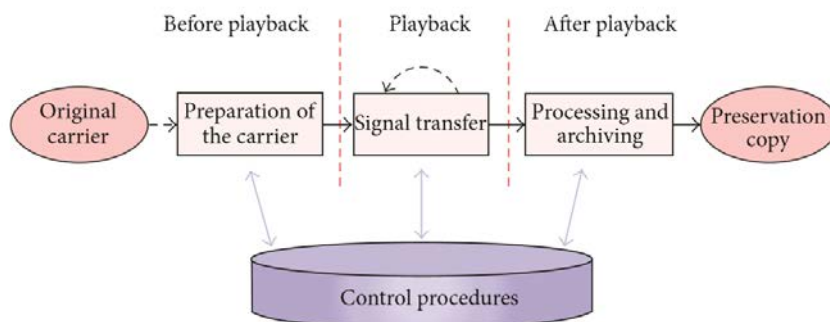 Before playback
Playback
After playback
Original
carrier
Preparation of
the carrier
Signal transfer
Processing and
archiving
Preservation
copy
Control procedures